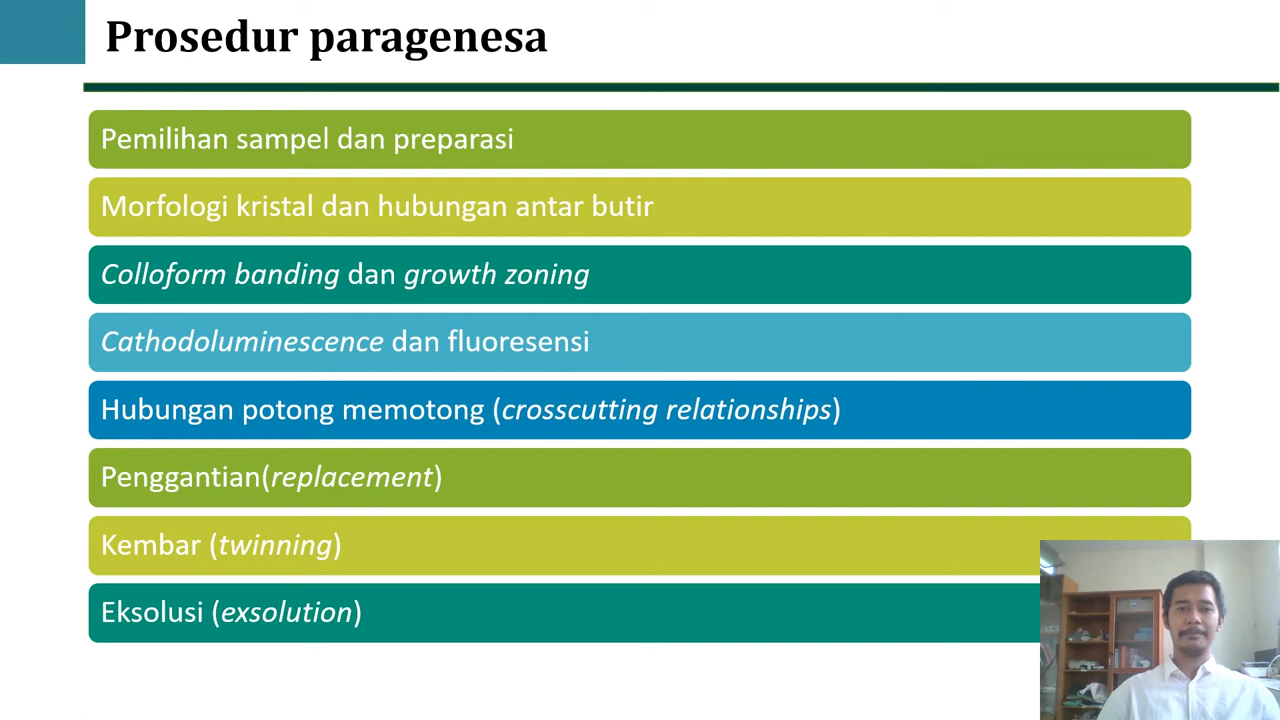 Prosedur paragenesa
Pemilihan sampel dan preparasi
Morfologi kristal dan hubungan antar butir
Colloform banding dan growth zoning
Cathodoluminescence dan fluoresensi
Hubungan potong memotong (crosscutting relationships)
Penggantian(replacement)
Kembar (twinning)
Eksolusi (exsolution)